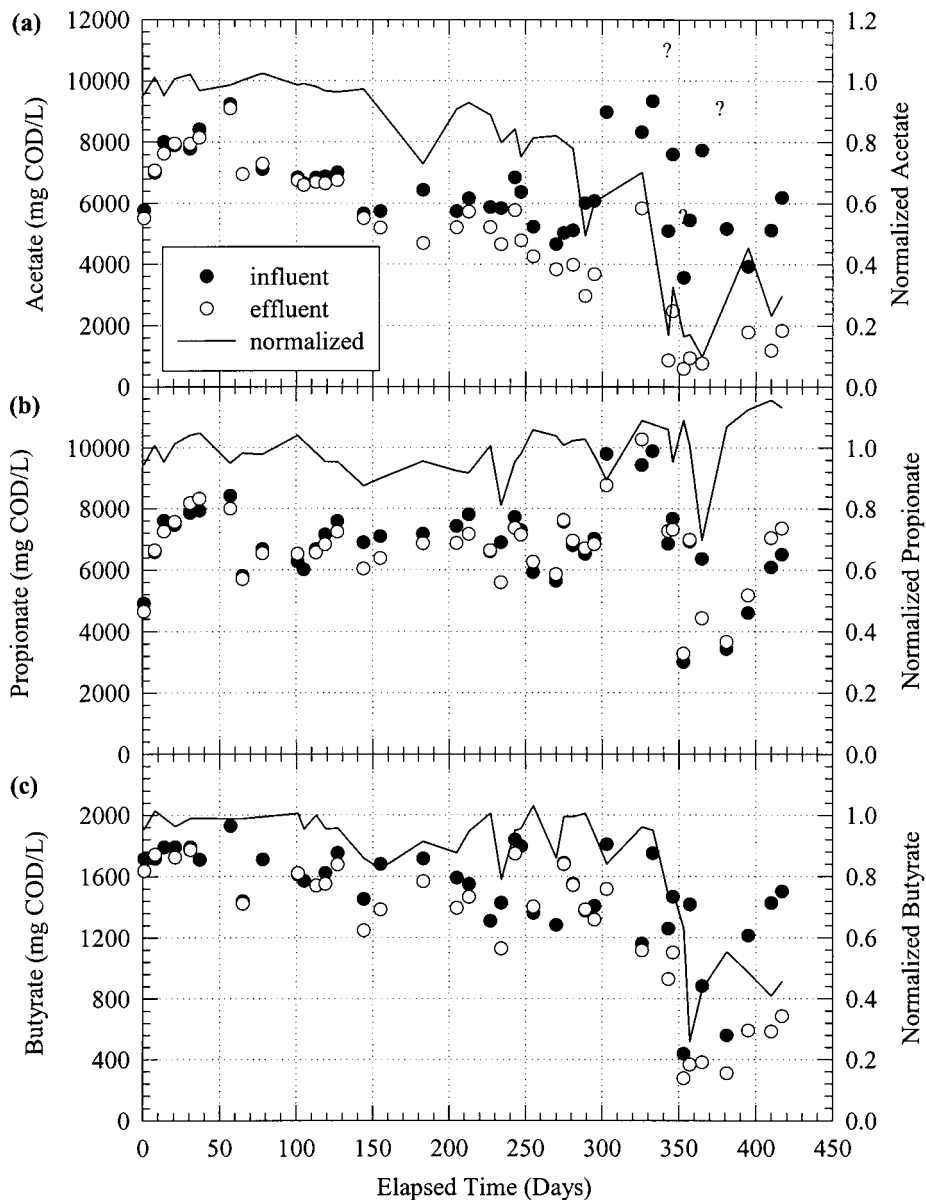 (a)
12000
10000
8000
6000
4000
2000
0
Acetate (mg COD/L)
1.2
1.0
0.8
0.6
0.4
0.2
0.0
Normalized Acetate
?
?
?
influent
effluent
normalized
(b)
10000
8000
6000
4000
2000
0
Propionate (mg COD/L)
1.0
0.8
0.6
0.4
0.2
0.0
Normalized Propionate
(c)
2000
1600
1200
800
400
0
Butyrate (mg COD/L)
1.0
0.8
0.6
0.4
0.2
0.0
Normalized Butyrate
0 50 100 150 200 250 300 350 400 450
Elapsed Time (Days)